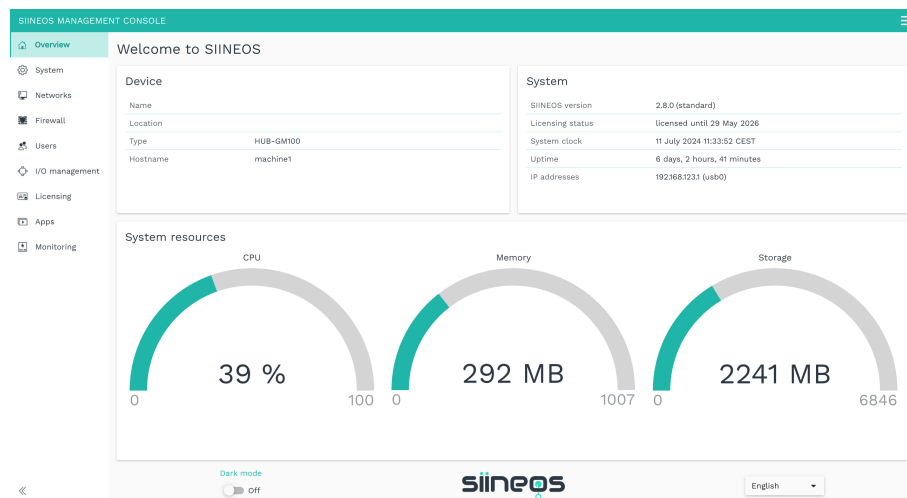 SIINEOS MANAGEMENT CONSOLE
Overview
System
Networks
Firewall
Users
I/O management
Licensing
Apps
Monitoring
Welcome to SIINEOS
Device
Name
Location
Type HUB-GM100
Hostname machine1
System
SIINEOS version 2.8.0 (standard)
Licensing status licensed until 29 May 2026
System clock 11 July 2024 11:33:52 CEST
Uptime 6 days, 2 hours, 41 minutes
IP addresses 192.168.123.1 (usb0)
System resources
CPU
39 %
0 100
Memory
292 MB
0 1007
Storage
2241 MB
0 6846
Dark mode
Off
siineos
English